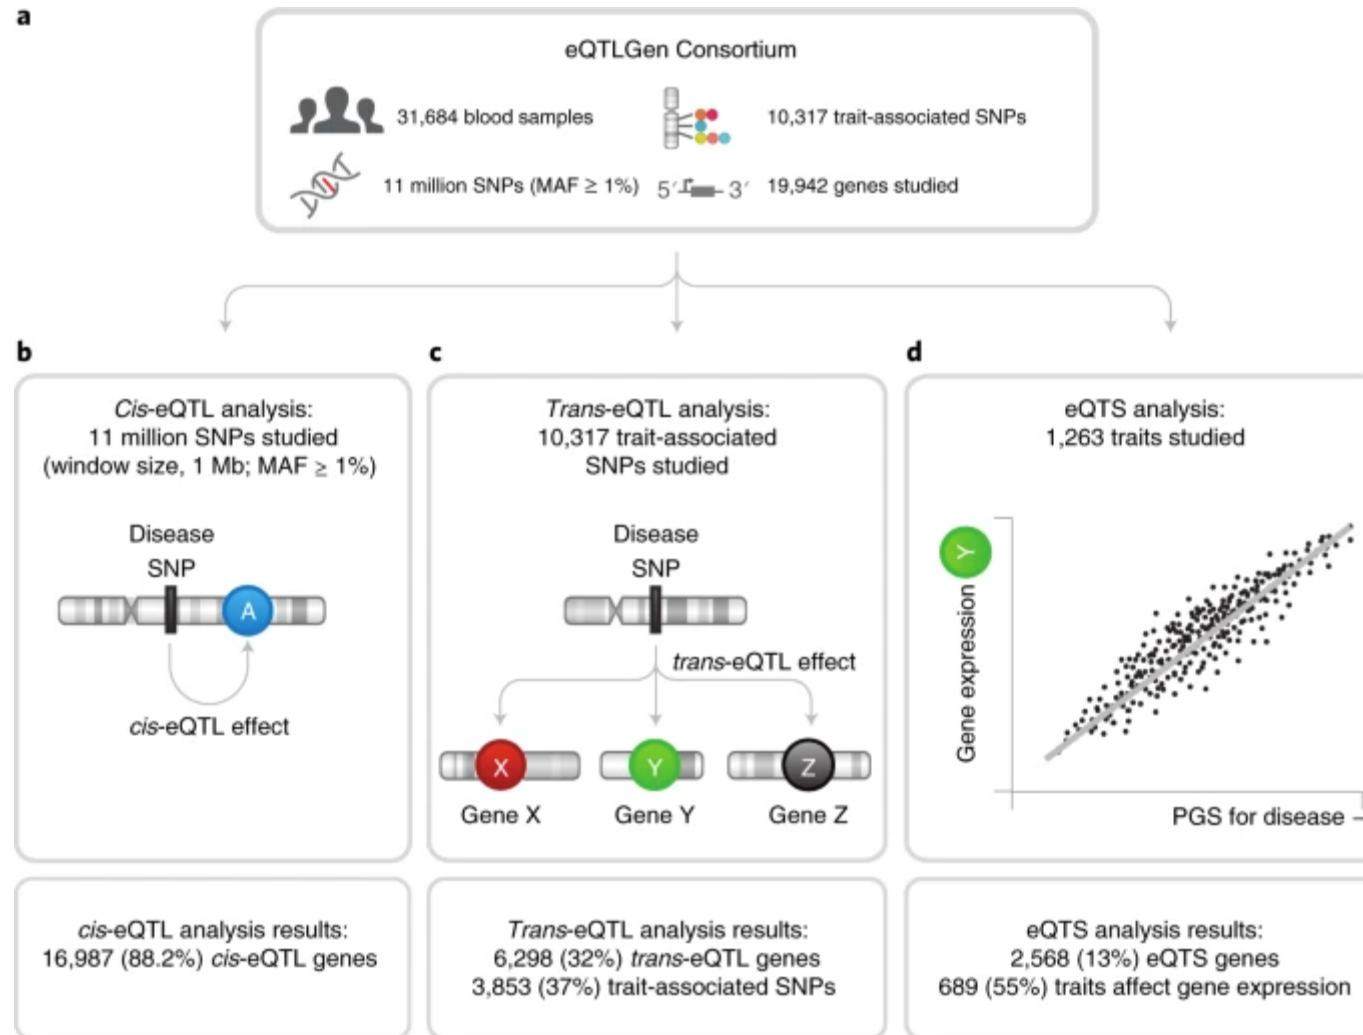 a
eQTLGen Consortium
31,684 blood samples
10,317 trait-associated SNPs
11 million SNPs (MAF ≥ 1%)
5′ 3′
19,942 genes studied
b
Cis-eQTL analysis:
11 million SNPs studied
(window size, 1 Mb; MAF ≥ 1%)
Disease
SNP
A
cis-eQTL effect
cis-eQTL analysis results:
16,987 (88.2%) cis-eQTL genes
c
Trans-eQTL analysis:
10,317 trait-associated
SNPs studied
Disease
SNP
trans-eQTL effect
X
Y
Z
Gene X
Gene Y
Gene Z
Trans-eQTL analysis results:
6,298 (32%) trans-eQTL genes
3,853 (37%) trait-associated SNPs
d
eQTS analysis:
1,263 traits studied
Y
Gene expression
PGS for disease
eQTS analysis results:
2,568 (13%) eQTS genes
689 (55%) traits affect gene expression